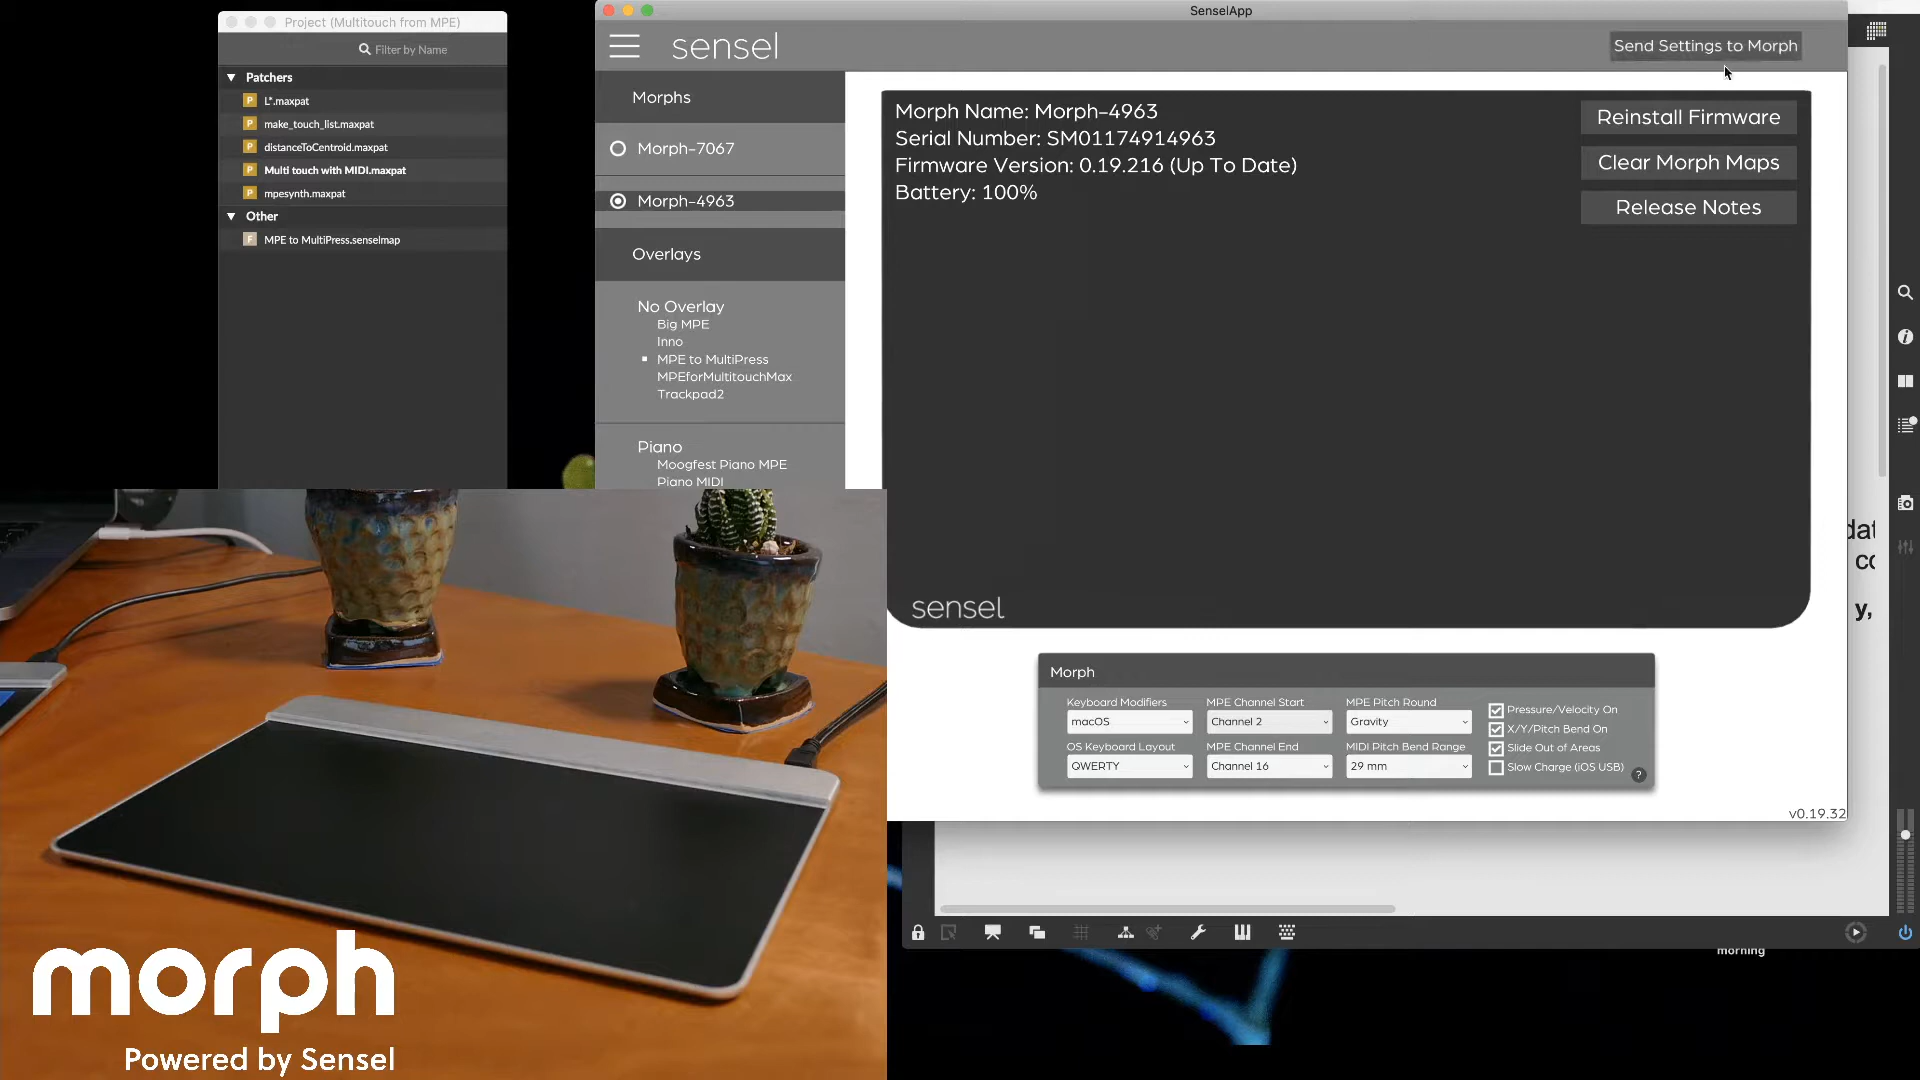 Project (Multitouch from MPE)
Filter by Name
Patchers
P L*.maxpat
P make_touch_list.maxpat
P distanceToCentroid.maxpat
P Multi touch with MIDI.maxpat
P mpesynth.maxpat
Other
F MPE to MultiPress.senselmap
SenselApp
sensel
Send Settings to Morph
Morphs
Morph-7067
Morph-4963
Overlays
No Overlay
Big MPE
Inno
MPE to MultiPress
MPEforMultitouchMax
Trackpad2
Piano
Moogfest Piano MPE
Piano MIDI
Morph Name: Morph-4963
Serial Number: SM01174914963
Firmware Version: 0.19.216 (Up To Date)
Battery: 100%
Reinstall Firmware
Clear Morph Maps
Release Notes
sensel
Morph
Keyboard Modifiers
macOS
OS Keyboard Layout
QWERTY
MPE Channel Start
Channel 2
MPE Channel End
Channel 16
MPE Pitch Round
Gravity
MIDI Pitch Bend Range
29 mm
Pressure/Velocity On
X/Y/Pitch Bend On
Slide Out of Areas
Slow Charge (iOS USB)
?
v0.19.32
y,
morning
morph
Powered by Sensel